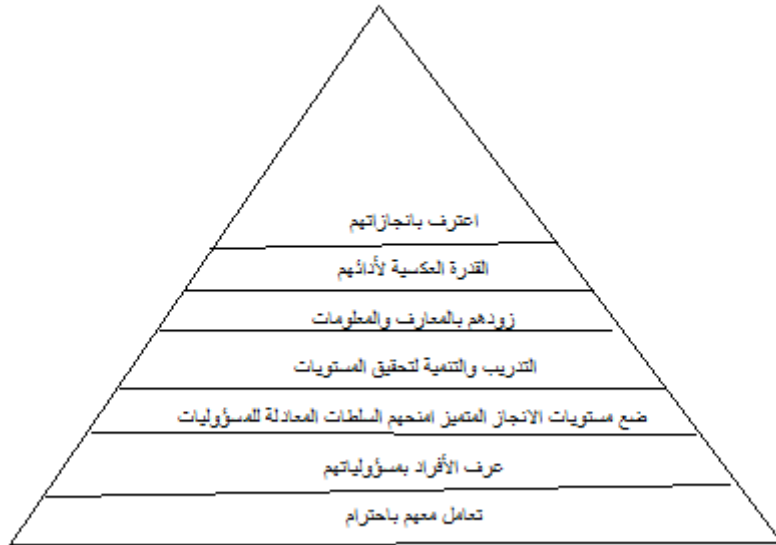 اعترف بانجازاتهم
القدرة العكسية لأدائهم
زودهم بالمعارف والمعلومات
التدريب والتنمية لتحقيق المستويات
ضع مستويات الانجاز المتميز امنحهم السلطات المعادلة للمسؤوليات
عرف الأفراد بمسؤولياتهم
تعامل معهم باحترام